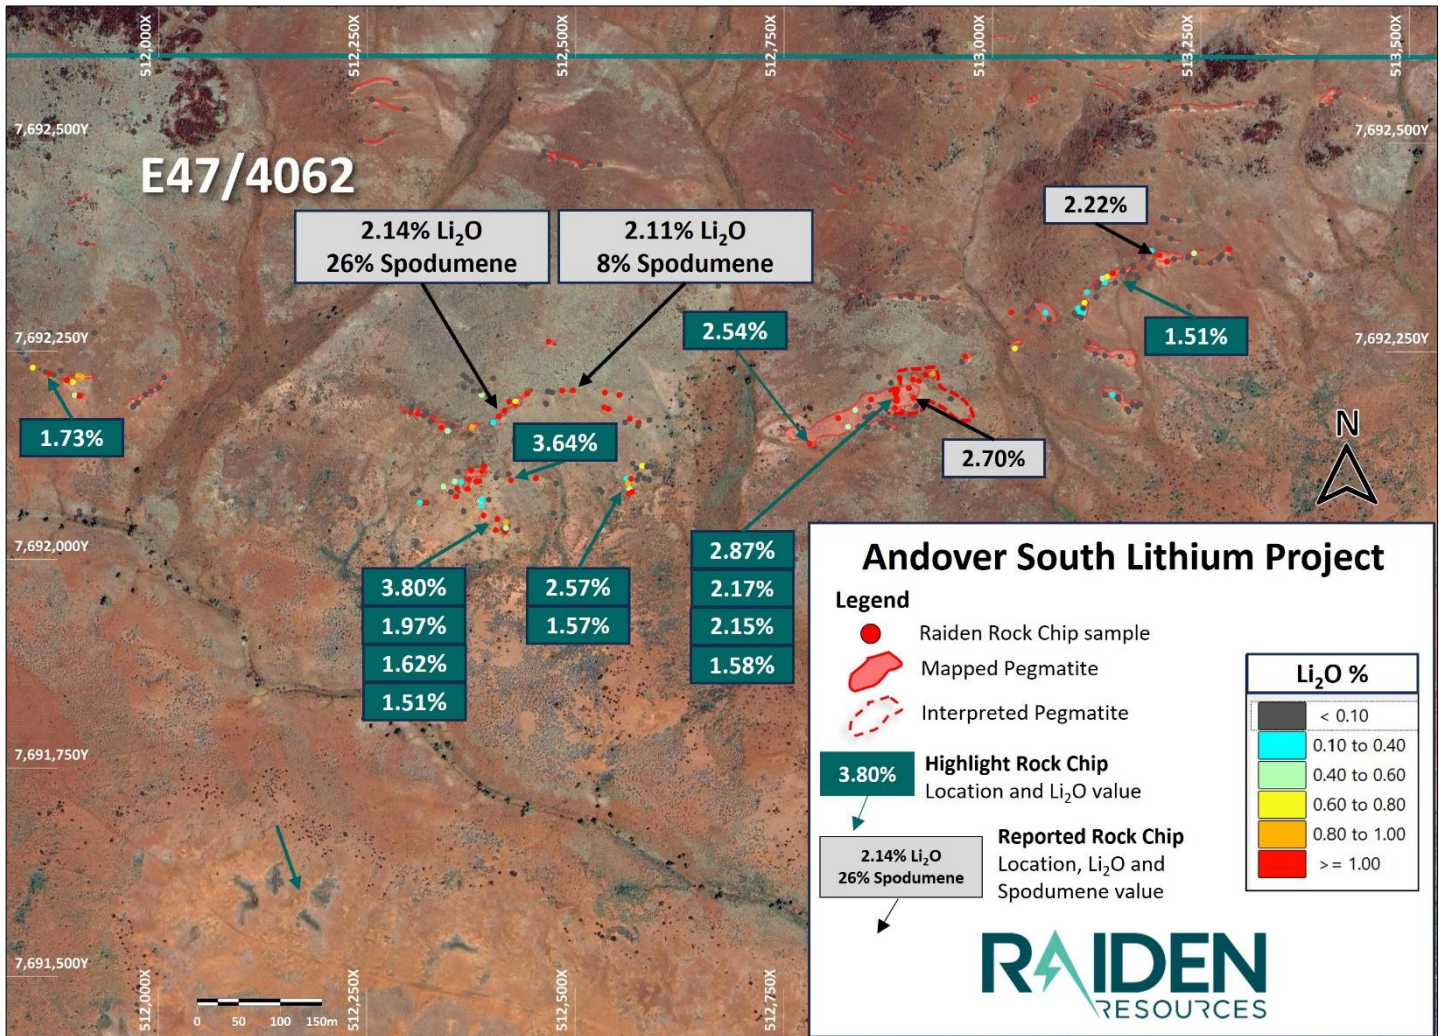 512,000X
512,250X
512,500X
512,750X
513,000X
513,250X
513,500X
7,692,500Y
7,692,500Y
E47/4062
2.14% Li₂O
26% Spodumene
2.11% Li₂O
8% Spodumene
2.22%
2.54%
1.51%
7,692,250Y
7,692,250Y
1.73%
3.64%
2.70%
N
7,692,000Y
3.80%
1.97%
1.62%
1.51%
2.57%
1.57%
2.87%
2.17%
2.15%
1.58%
7,691,750Y
7,691,500Y
512,000X
512,250X
512,500X
512,750X
0 50 100 150m
Andover South Lithium Project
Legend
Raiden Rock Chip sample
Mapped Pegmatite
Interpreted Pegmatite
3.80%
Highlight Rock Chip
Location and Li₂O value
2.14% Li₂O
26% Spodumene
Reported Rock Chip
Location, Li₂O and
Spodumene value
Li₂O %
< 0.10
0.10 to 0.40
0.40 to 0.60
0.60 to 0.80
0.80 to 1.00
>= 1.00
RAIDEN
RESOURCES